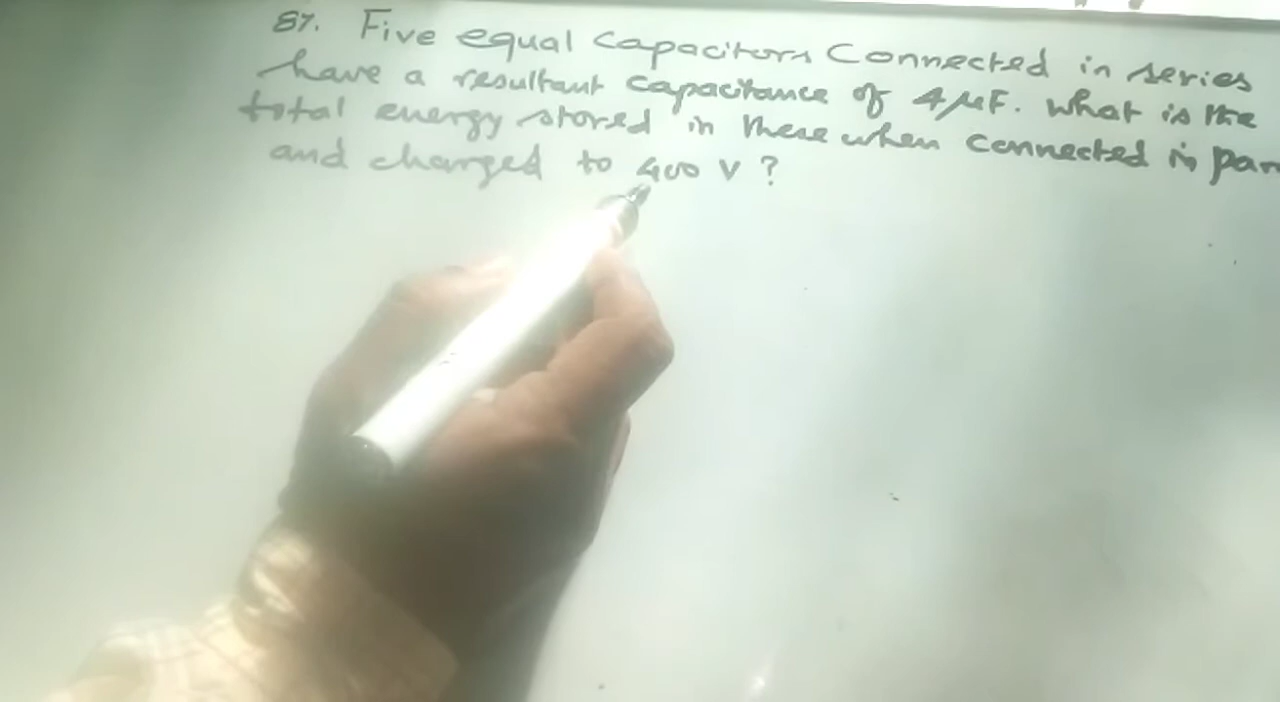 87. Five equal capacitors Connected in series
have a resultant capacitance of 4μF. what is the
total energy stored in these when connected in par
and charged to 400 V ?